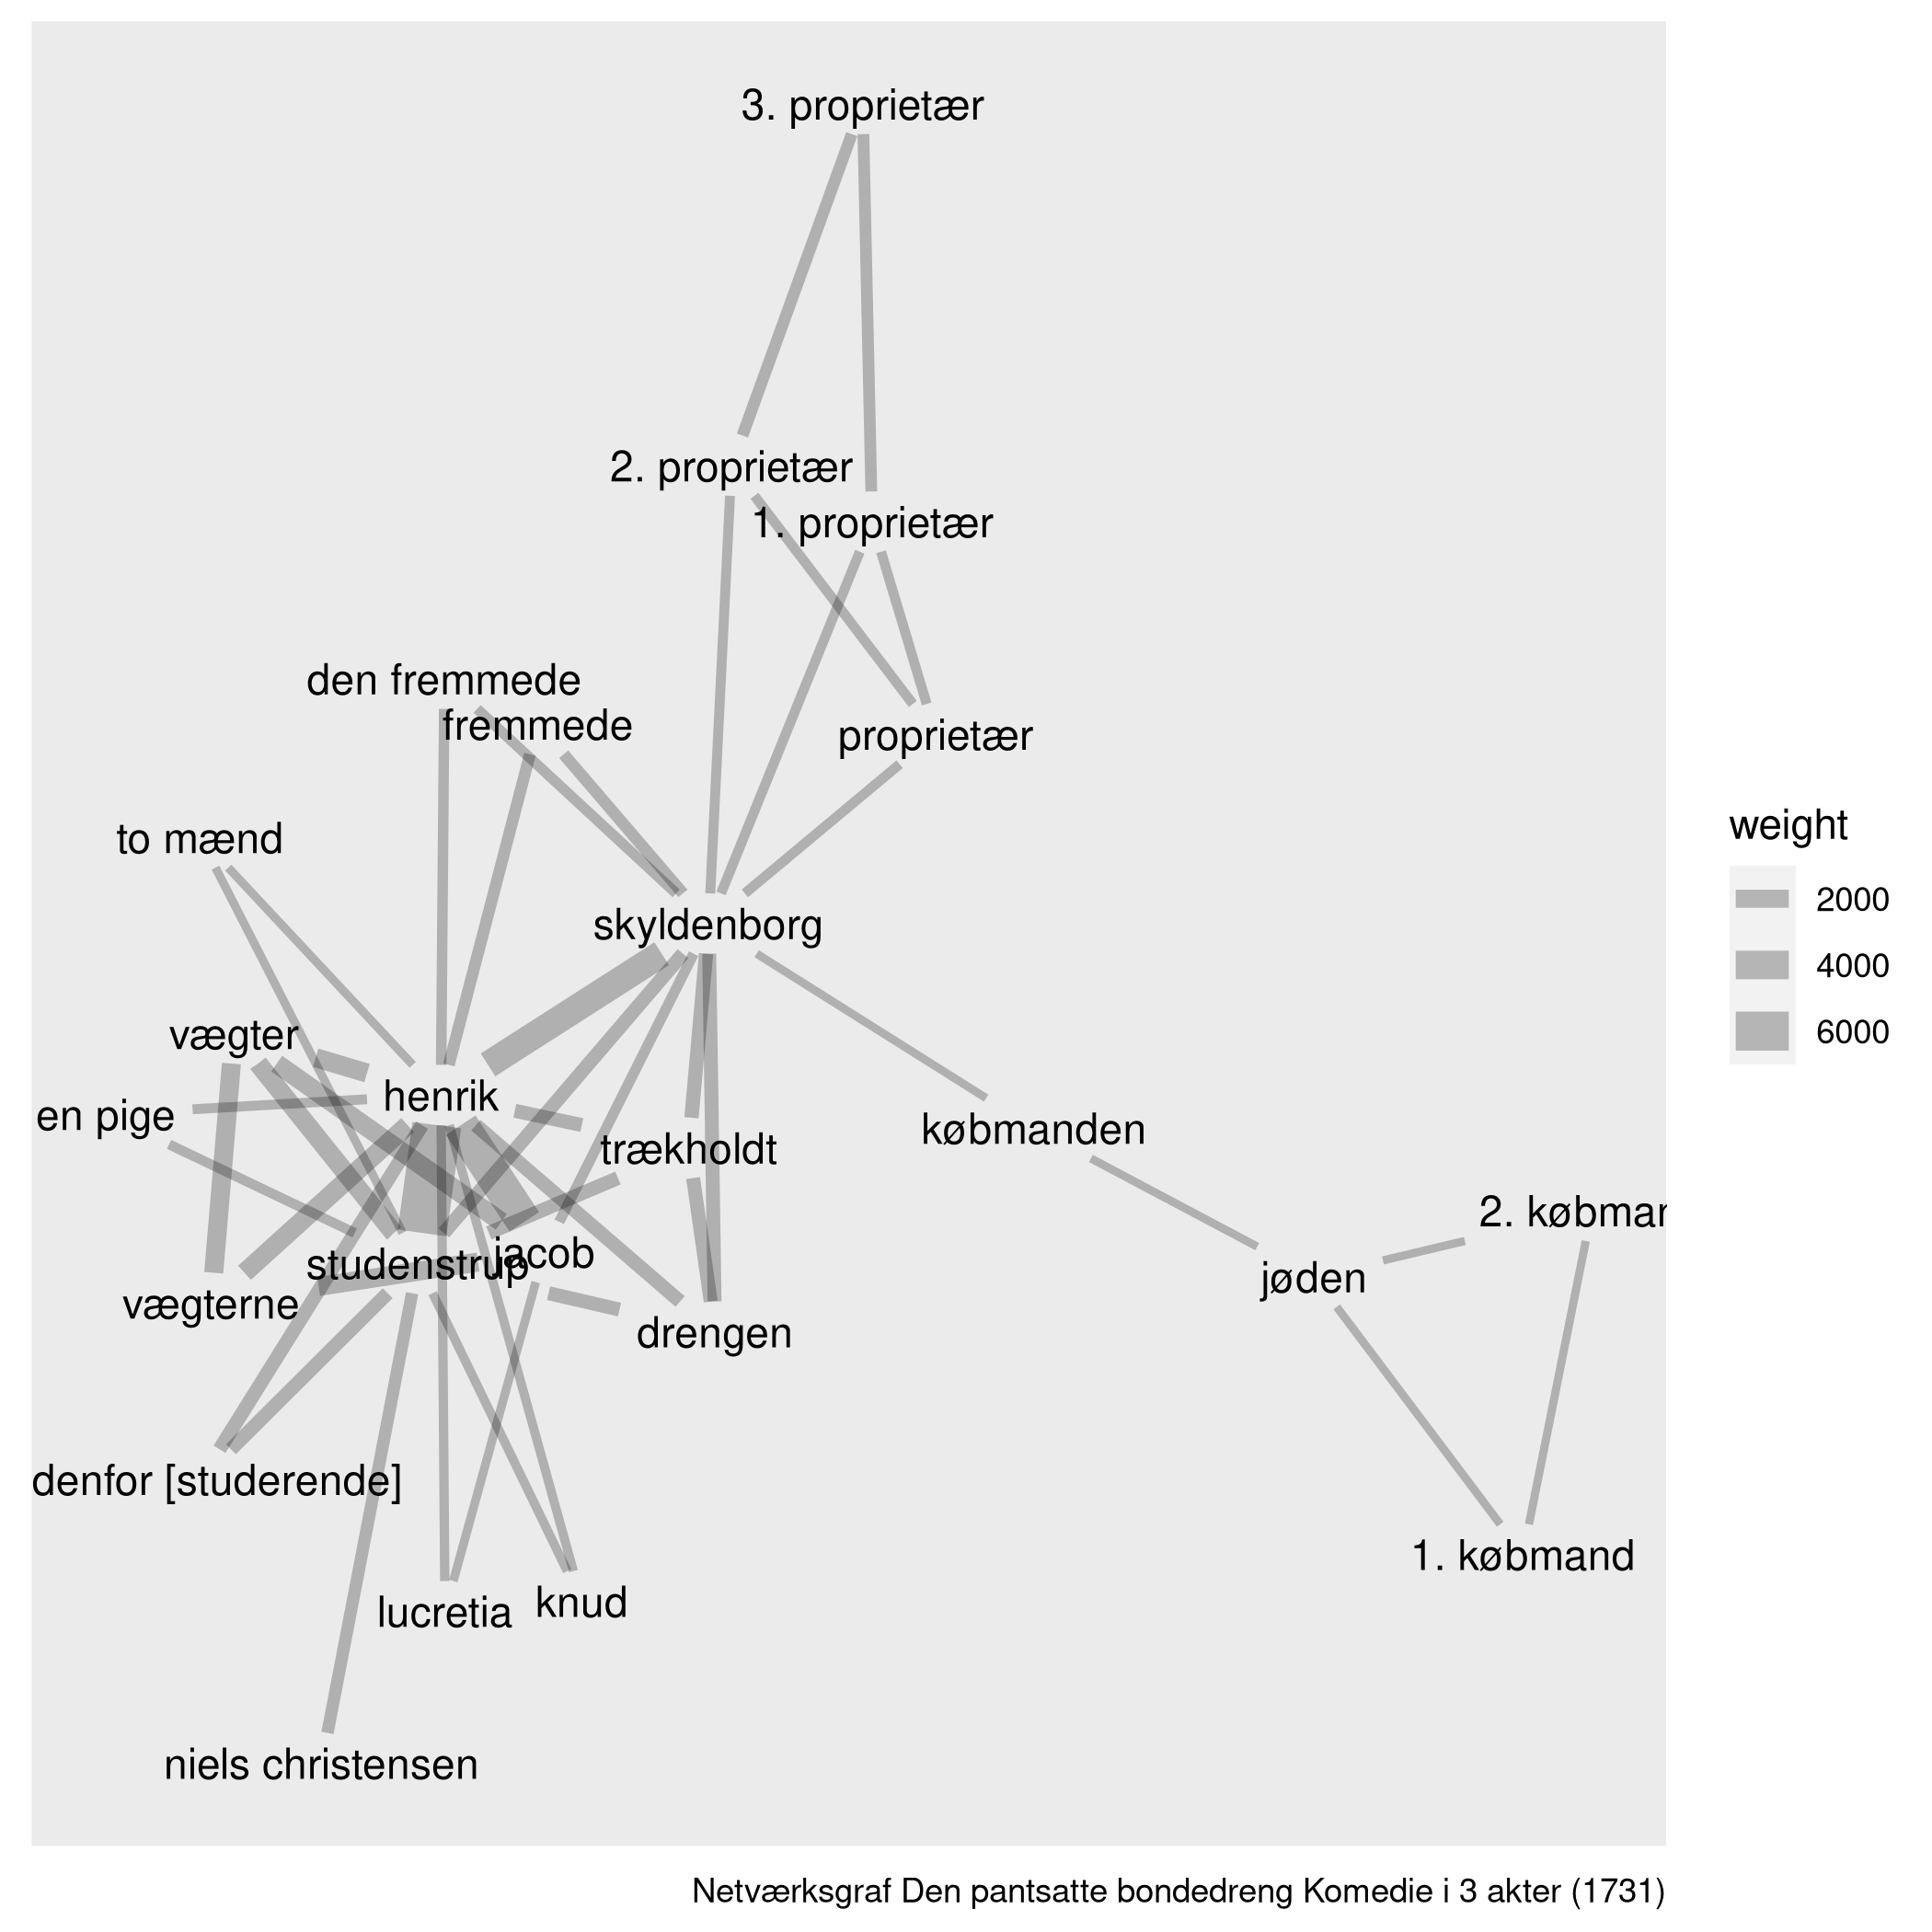 3. proprietær
2. proprietær
1. proprietær
den fremmede
fremmede
proprietær
to mænd
weight
2000
skyldenborg
4000
vægter
6000
henrik
en pige
købmanden
trækholdt
2. købmar
jacob
studenstrup
jøden
vægterne
drengen
denfor [studerende]
1. købmand
lucretia
knud
niels christensen
Netværksgraf Den pantsatte bondedreng Komedie i 3 akter (1731)